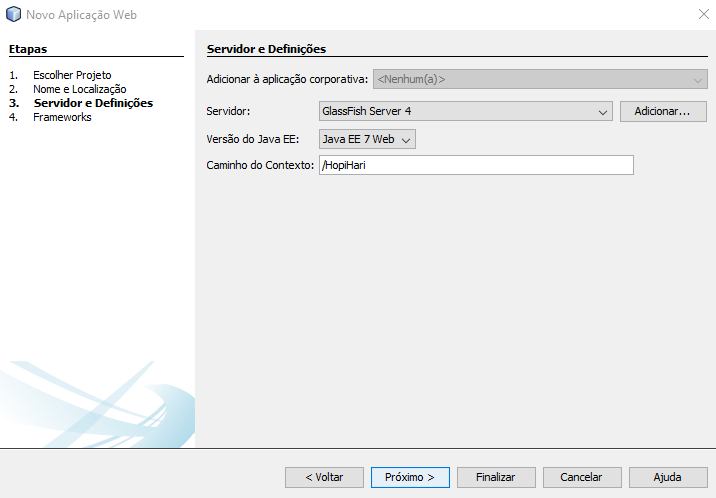 Novo Aplicação Web
Etapas
1. Escolher Projeto
2. Nome e Localização
3. Servidor e Definições
4. Frameworks
Servidor e Definições
Adicionar à aplicação corporativa: <Nenhum(a)>
Servidor: GlassFish Server 4 Adicionar...
Versão do Java EE: Java EE 7 Web
Caminho do Contexto: /HopiHari
< Voltar Próximo > Finalizar Cancelar Ajuda